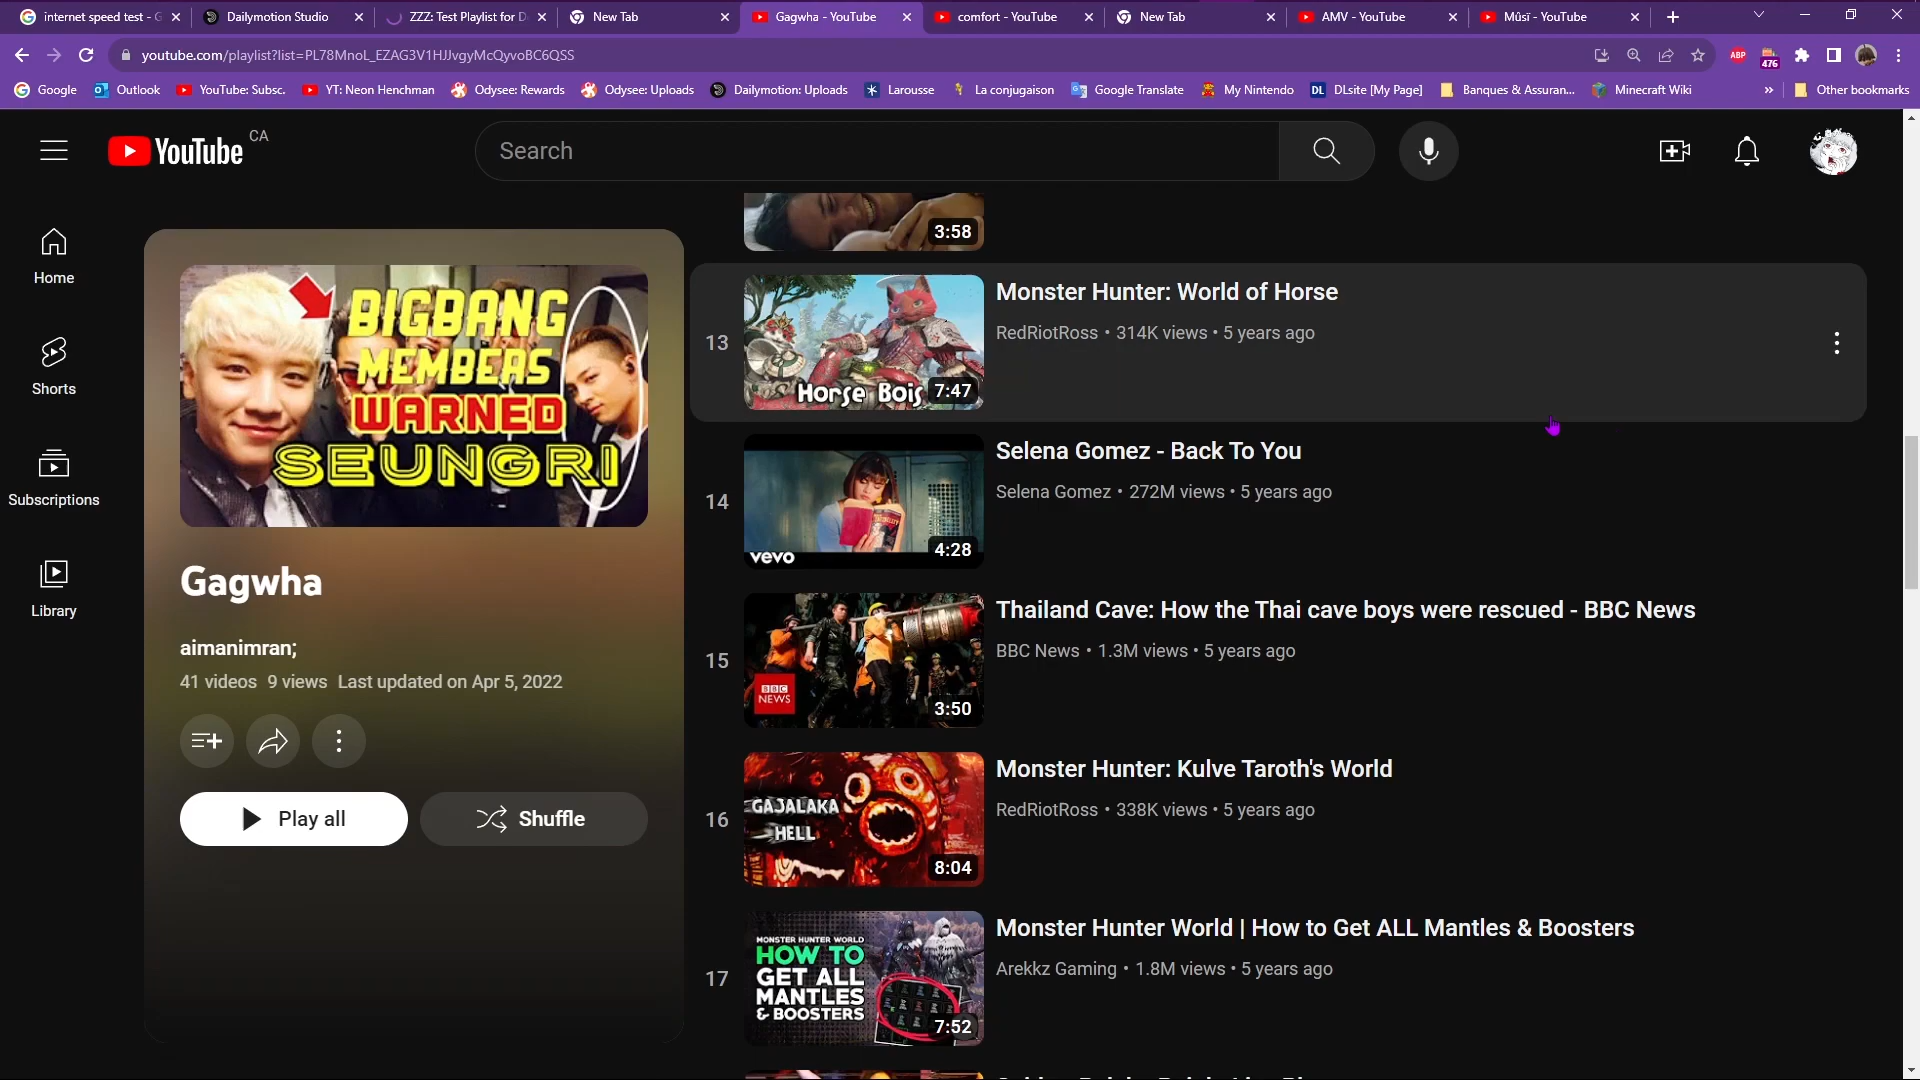 internet speed test - G
Dailymotion Studio
ZZZ: Test Playlist for D
New Tab
Gagwha - YouTube
comfort - YouTube
New Tab
AMV - YouTube
Mûsï - YouTube
youtube.com/playlist?list=PL78MnoL_EZAG3V1HJJvgyMcQyvoBC6QSS
ABP
476
Google
Outlook
YouTube: Subsc.
YT: Neon Henchman
Odysee: Rewards
Odysee: Uploads
Dailymotion: Uploads
Larousse
La conjugaison
Google Translate
My Nintendo
DL
DLsite [My Page]
Banques & Assuran...
Minecraft Wiki
»
Other bookmarks
YouTube CA
Search
Home
Shorts
Subscriptions
Library
BIGBANG
MEMBERS
WARNED
SEUNGRI
Gagwha
aimanimran;
41 videos 9 views Last updated on Apr 5, 2022
Play all
Shuffle
3:58
13
Horse Bois
7:47
Monster Hunter: World of Horse
RedRiotRoss • 314K views • 5 years ago
14
vevo
4:28
Selena Gomez - Back To You
Selena Gomez • 272M views • 5 years ago
15
BBC
NEWS
3:50
Thailand Cave: How the Thai cave boys were rescued - BBC News
BBC News • 1.3M views • 5 years ago
16
GAJALAKA
HELL
8:04
Monster Hunter: Kulve Taroth's World
RedRiotRoss • 338K views • 5 years ago
17
MONSTER HUNTER WORLD
HOW TO
GET ALL
MANTLES
& BOOSTERS
7:52
Monster Hunter World | How to Get ALL Mantles & Boosters
Arekkz Gaming • 1.8M views • 5 years ago